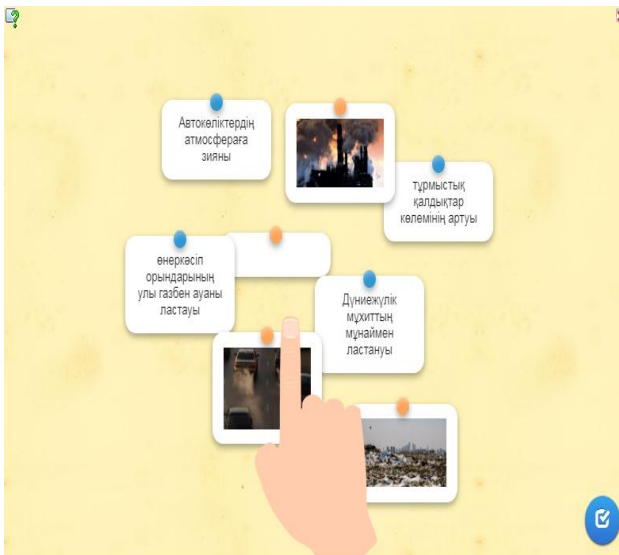 Автокөліктердің
атмосфераға
зияны
тұрмыстық
қалдықтар
көлемінің артуы
өнеркәсіп
орындарының
улы газбен ауаны
ластауы
Дүниежүлік
мұхиттың
мұнаймен
ластануы